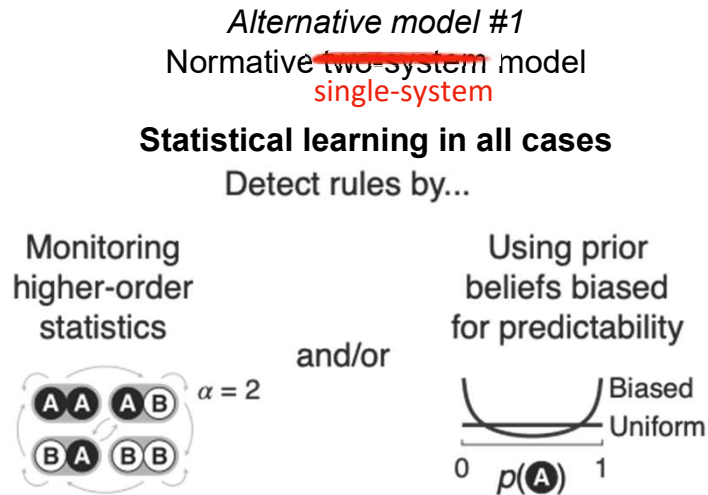 Alternative model #1
Normative two-system model
single-system
Statistical learning in all cases
Detect rules by...
Monitoring
higher-order
statistics
A A A B α = 2
B A B B
and/or
Using prior
beliefs biased
for predictability
Biased
Uniform
0 p(A) 1